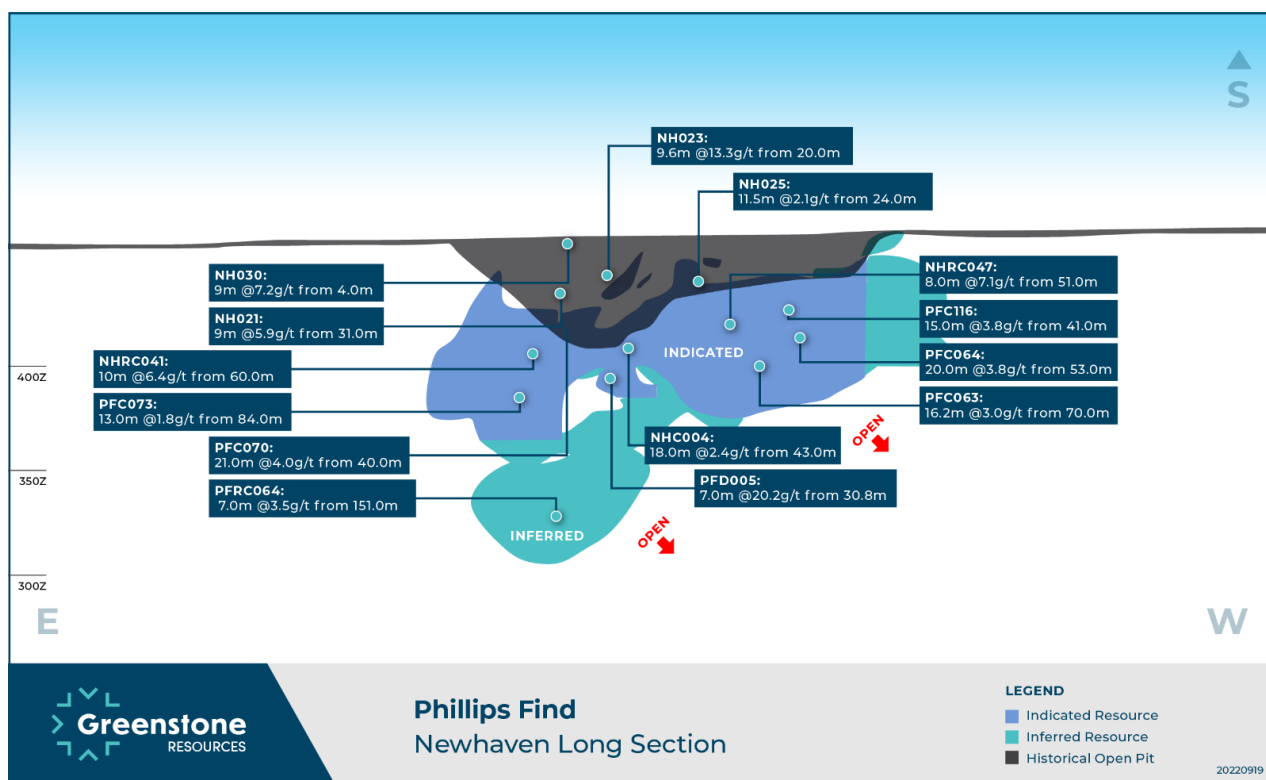 S
NH023:
9.6m @13.3g/t from 20.0m
NH025:
11.5m @2.1g/t from 24.0m
NH030:
9m @7.2g/t from 4.0m
NHRC047:
8.0m @7.1g/t from 51.0m
NH021:
9m @5.9g/t from 31.0m
PFC116:
15.0m @3.8g/t from 41.0m
NHRC041:
10m @6.4g/t from 60.0m
INDICATED
PFC064:
20.0m @3.8g/t from 53.0m
400Z
PFC073:
13.0m @1.8g/t from 84.0m
PFC063:
16.2m @3.0g/t from 70.0m
OPEN
PFC070:
21.0m @4.0g/t from 40.0m
NHC004:
18.0m @2.4g/t from 43.0m
350Z
PFRC064:
7.0m @3.5g/t from 151.0m
PFD005:
7.0m @20.2g/t from 30.8m
INFERRED
OPEN
300Z
E
W
Greenstone
RESOURCES
Phillips Find
Newhaven Long Section
LEGEND
Indicated Resource
Inferred Resource
Historical Open Pit
20220919